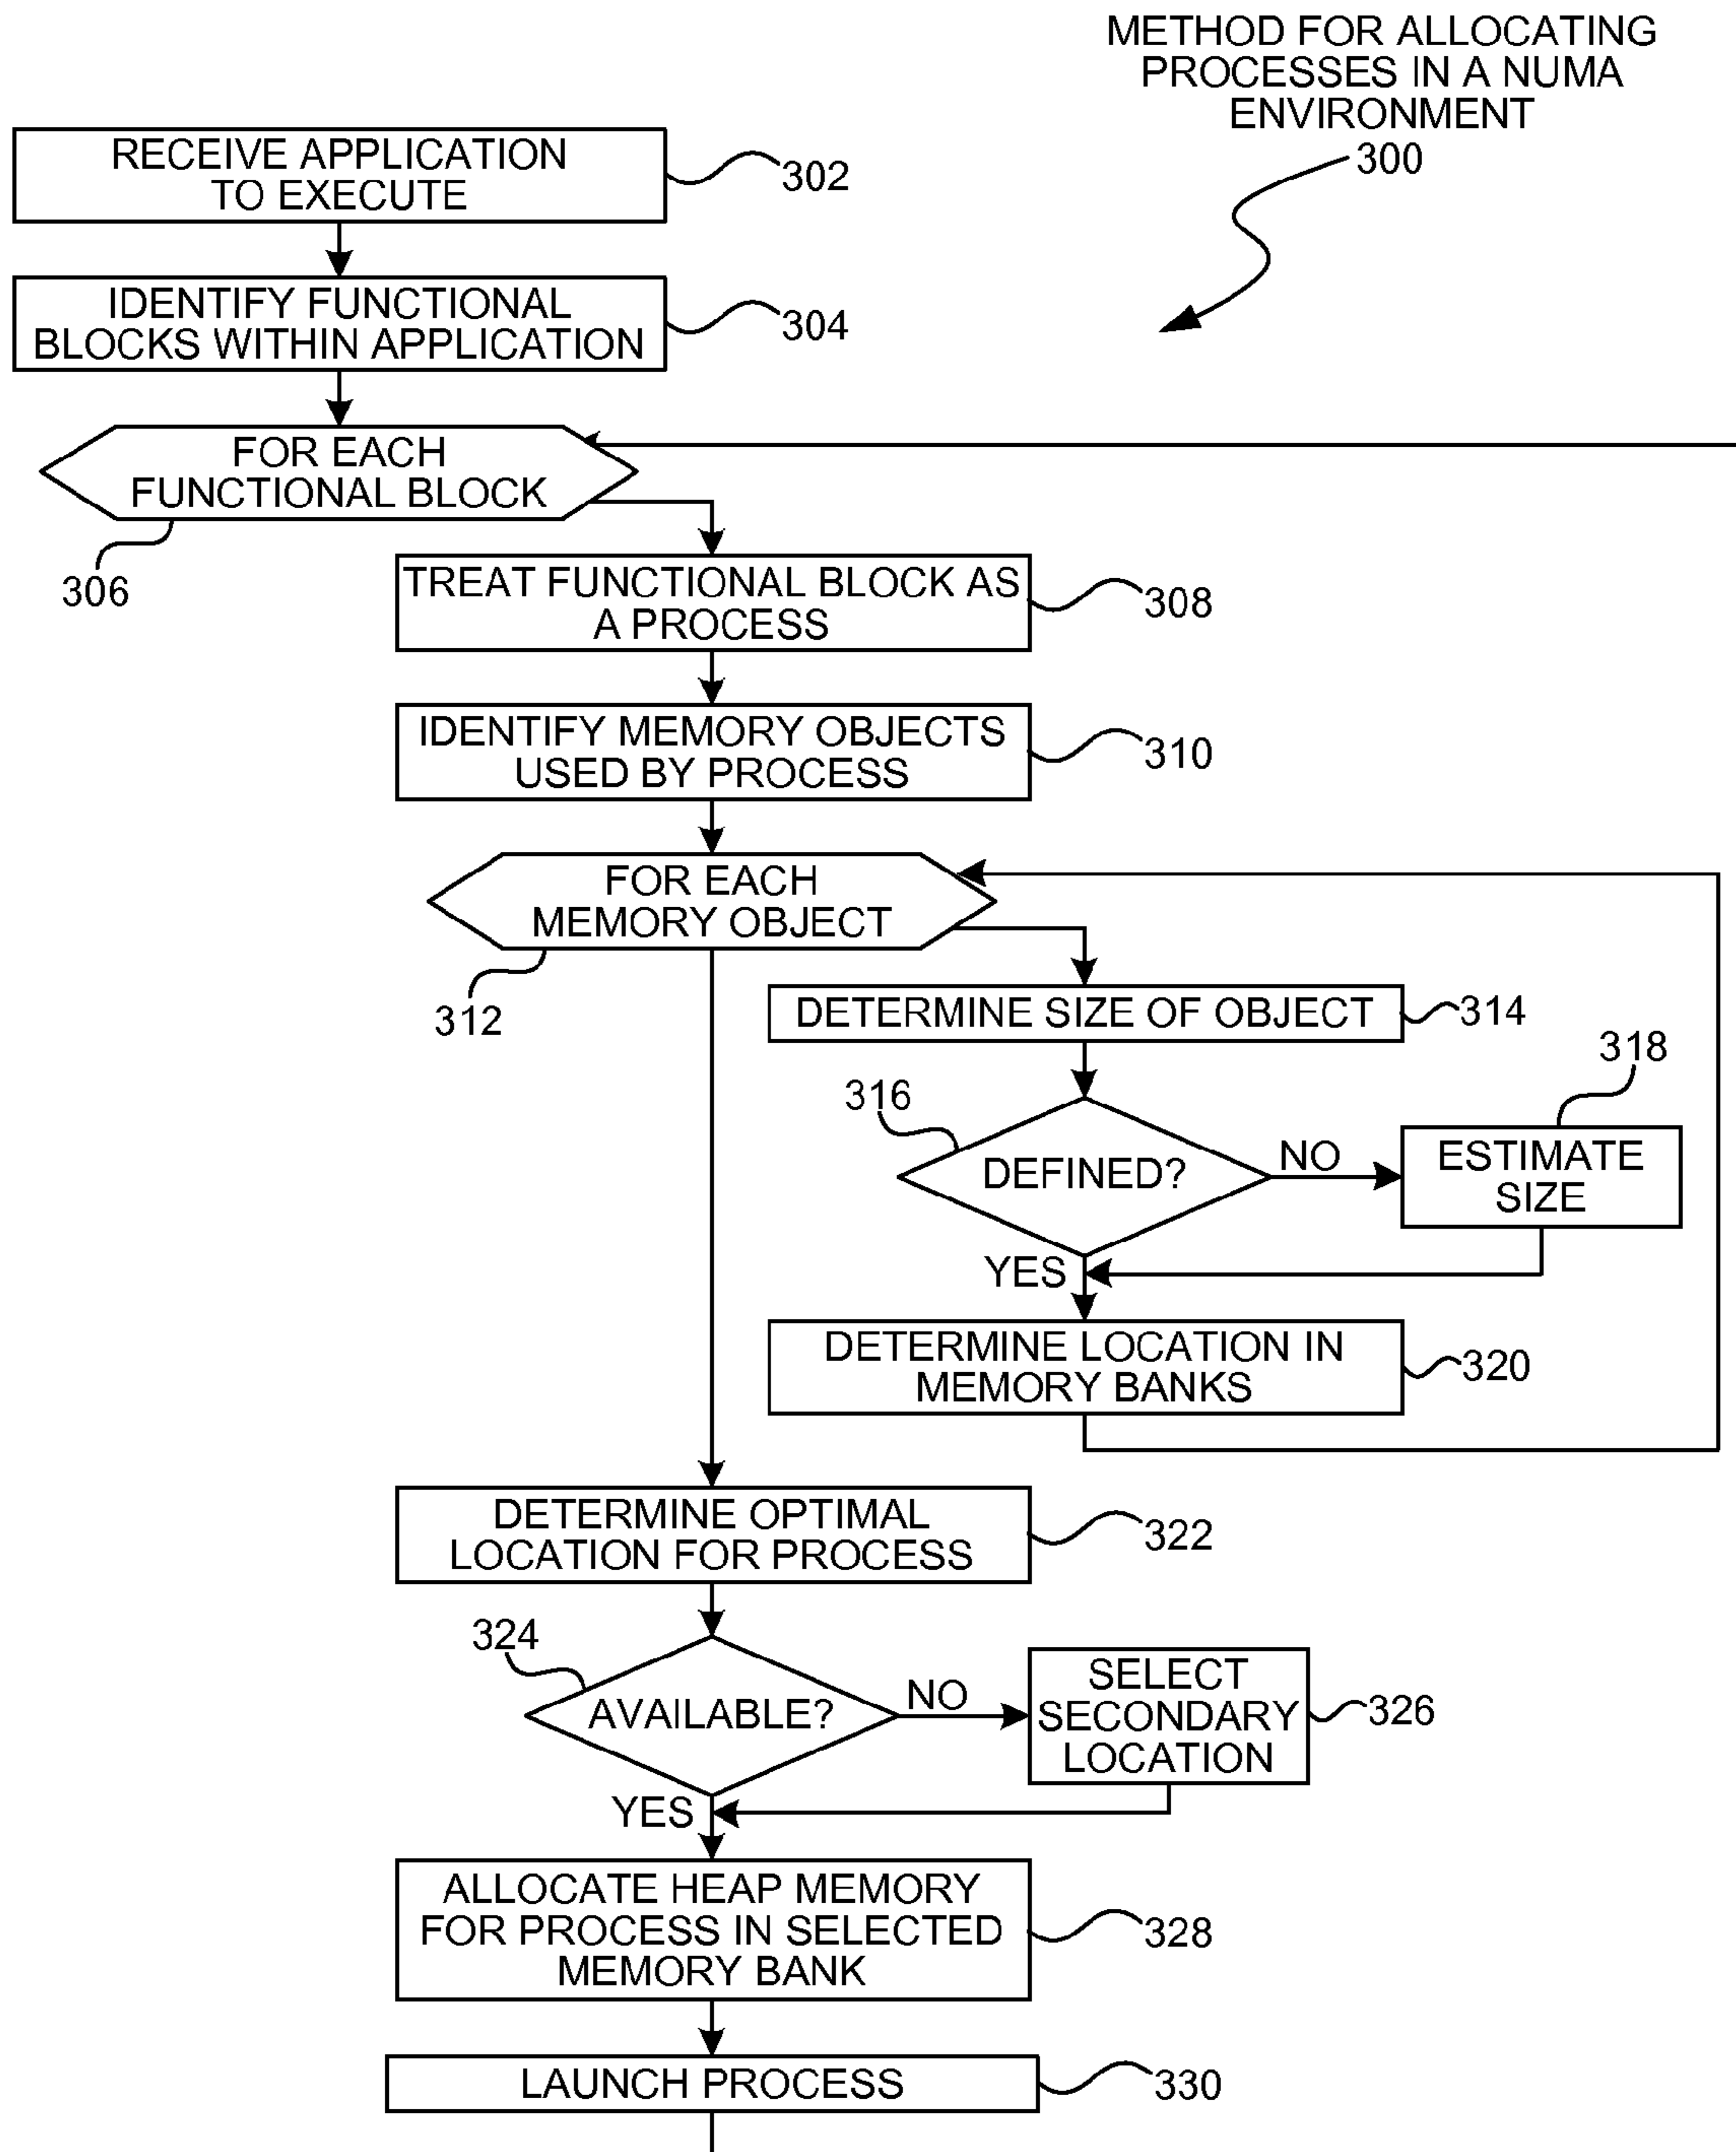 METHOD FOR ALLOCATING
PROCESSES IN A NUMA
ENVIRONMENT
300
RECEIVE APPLICATION
TO EXECUTE
302
IDENTIFY FUNCTIONAL
BLOCKS WITHIN APPLICATION
304
FOR EACH
FUNCTIONAL BLOCK
306
TREAT FUNCTIONAL BLOCK AS
A PROCESS
308
IDENTIFY MEMORY OBJECTS
USED BY PROCESS
310
FOR EACH
MEMORY OBJECT
312
DETERMINE SIZE OF OBJECT
314
316
DEFINED?
NO
318
ESTIMATE
SIZE
YES
DETERMINE LOCATION IN
MEMORY BANKS
320
DETERMINE OPTIMAL
LOCATION FOR PROCESS
322
324
AVAILABLE?
NO
SELECT
SECONDARY
LOCATION
326
YES
ALLOCATE HEAP MEMORY
FOR PROCESS IN SELECTED
MEMORY BANK
328
LAUNCH PROCESS
330